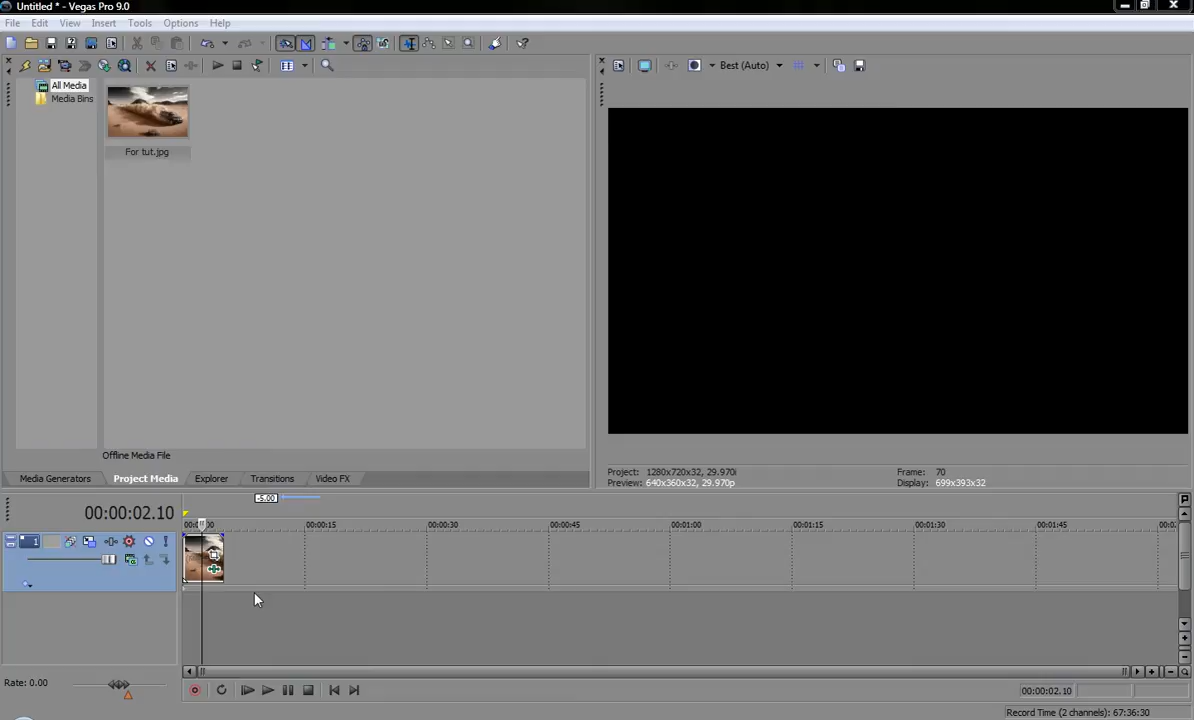 Untitled * - Vegas Pro 9.0
File Edit View Insert Tools Options Help
Best (Auto)
All Media
Media Bins
For tut.jpg
Offline Media File
Media Generators Project Media Explorer Transitions Video FX
Project: 1280x720x32, 29.970i Frame: 70
Preview: 640x360x32, 29.970p Display: 699x393x32
-5.00
00:00:02.10
00:00:15 00:00:30 00:00:45 00:01:00 00:01:15 00:01:30 00:01:45
1
Rate: 0.00
00:00:02.10
Record Time (2 channels): 67:36:30